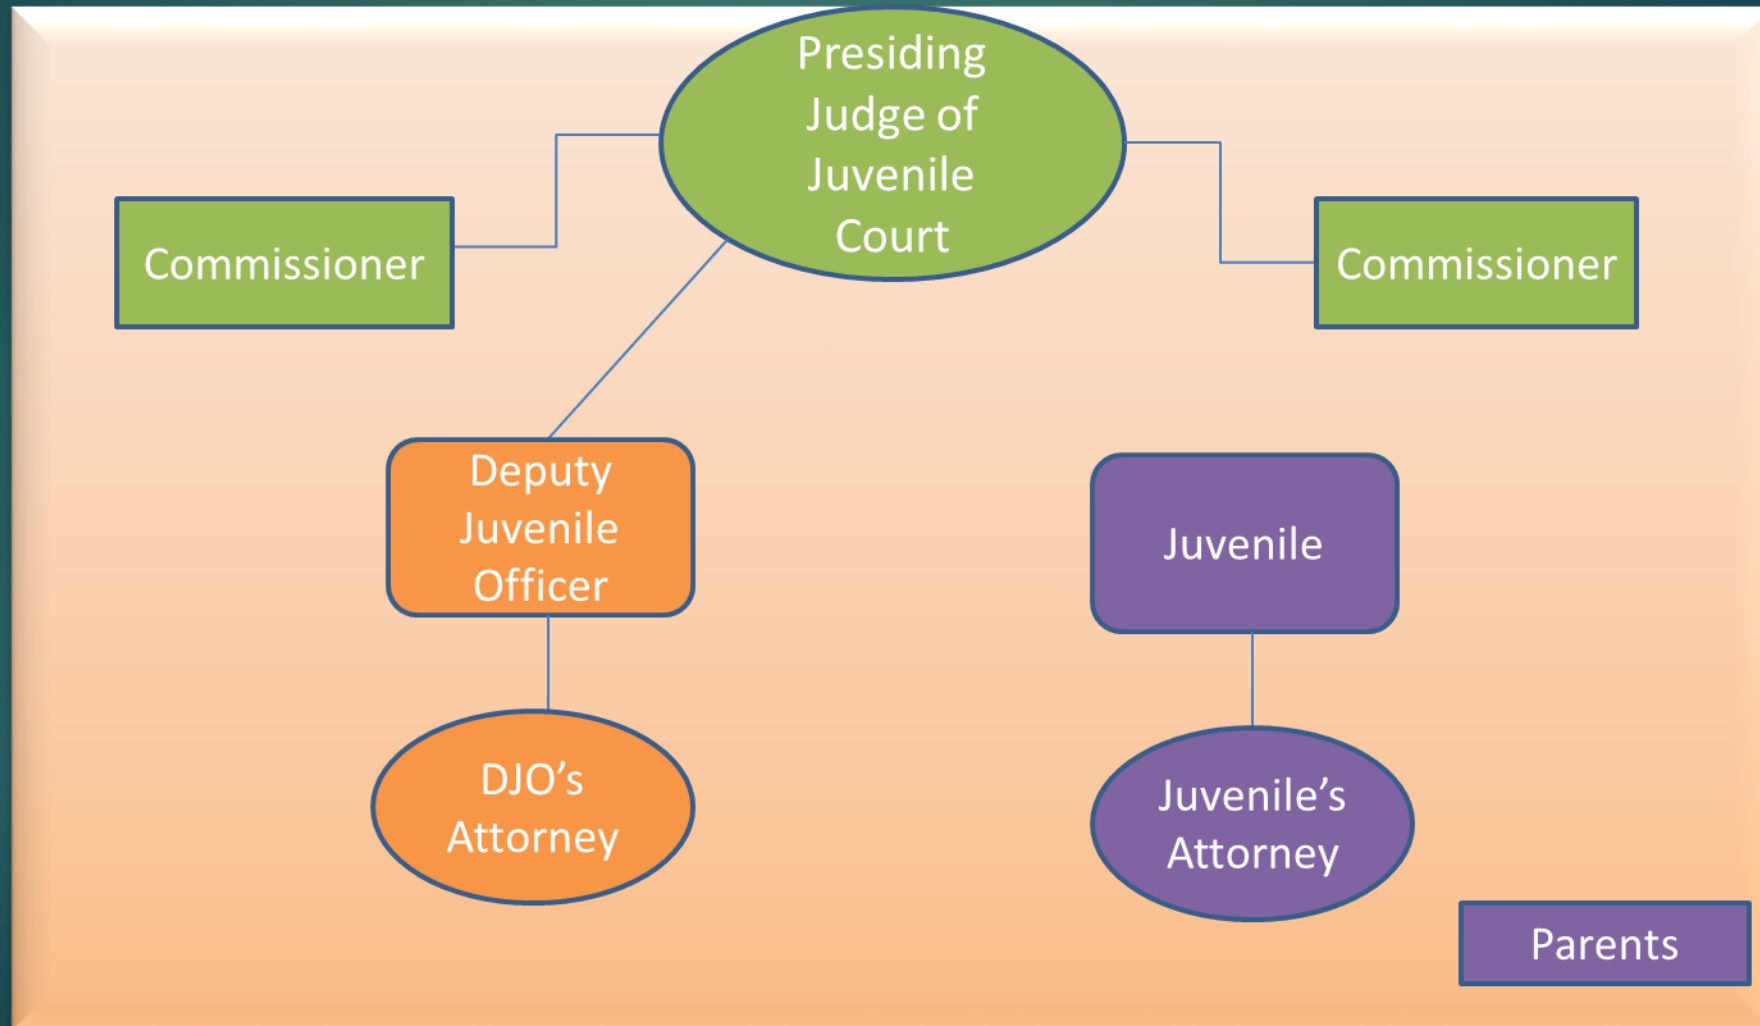 Presiding
Judge of
Juvenile
Court
Commissioner
Commissioner
Deputy
Juvenile
Officer
Juvenile
DJO’s
Attorney
Juvenile’s
Attorney
Parents